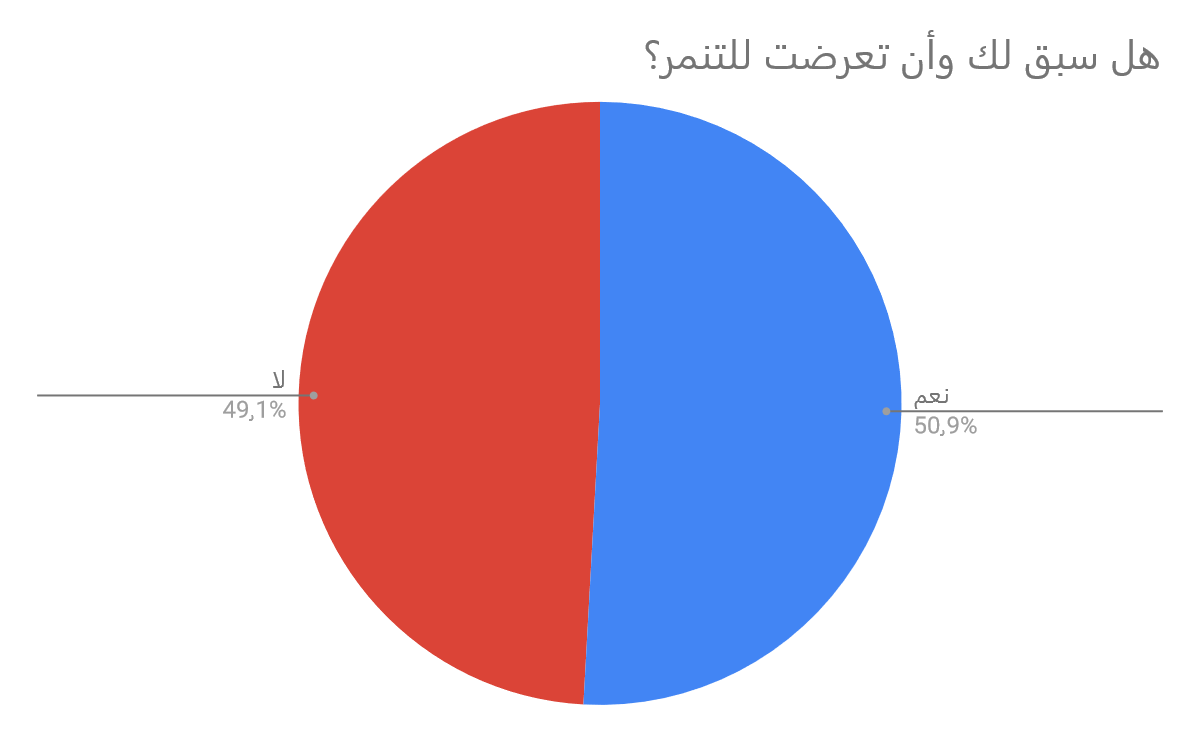 هل سبق لك وأن تعرضت للتنمر؟
نعم
50٫9%
لا
49٫1%